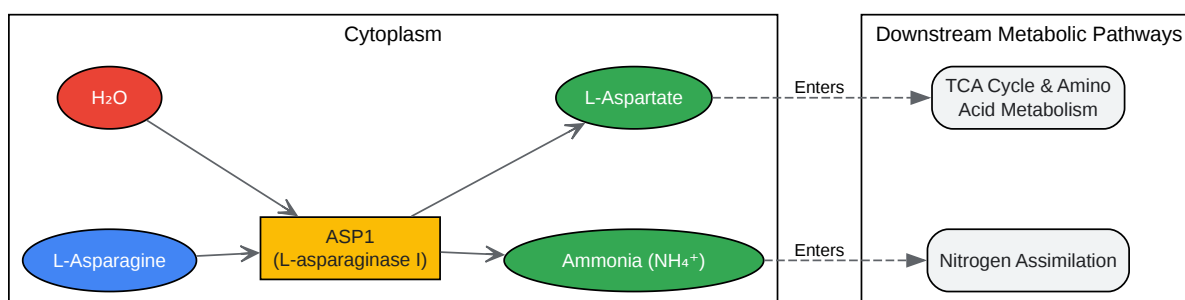 Cytoplasm
Downstream Metabolic Pathways
H₂O
L-Aspartate
Enters
TCA Cycle & Amino
Acid Metabolism
L-Asparagine
ASP1
(L-asparaginase I)
Ammonia (NH₄⁺)
Enters
Nitrogen Assimilation